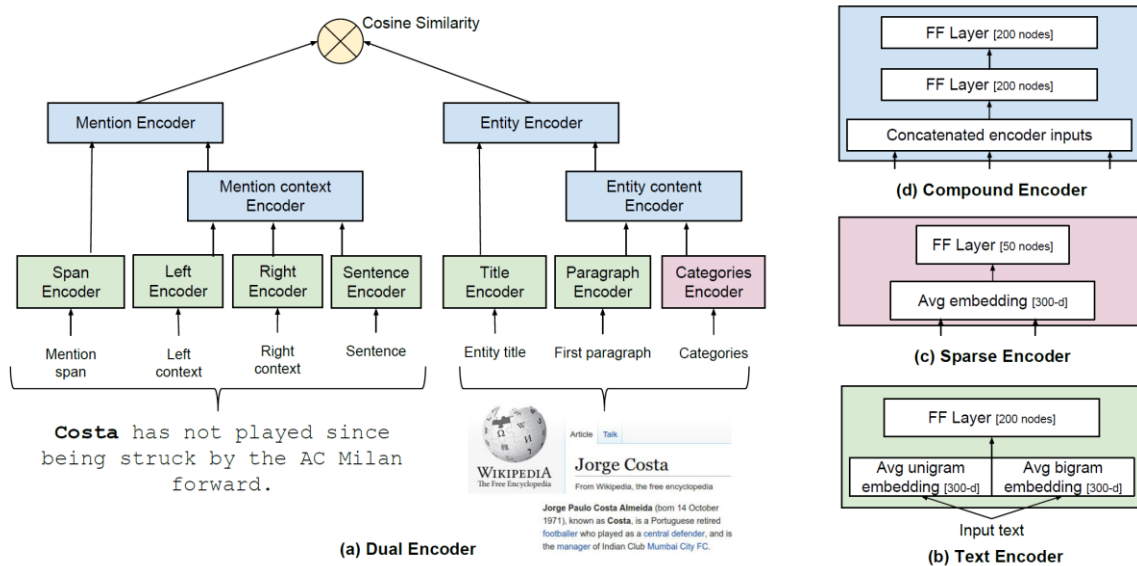 Cosine Similarity
Mention Encoder
Entity Encoder
Mention context
Encoder
Entity content
Encoder
Span
Encoder
Left
Encoder
Right
Encoder
Sentence
Encoder
Title
Encoder
Paragraph
Encoder
Categories
Encoder
Mention
span
Left
context
Right
context
Sentence
Entity title
First paragraph
Categories
Costa has not played since
being struck by the AC Milan
forward.
WIKIPEDIA
The Free Encyclopedia
Article Talk
Jorge Costa
From Wikipedia, the free encyclopedia
Jorge Paulo Costa Almeida (born 14 October
1971), known as Costa, is a Portuguese retired
footballer who played as a central defender, and is
the manager of Indian Club Mumbai City FC.
(a) Dual Encoder
FF Layer [200 nodes]
FF Layer [200 nodes]
Concatenated encoder inputs
(d) Compound Encoder
FF Layer [50 nodes]
Avg embedding [300-d]
(c) Sparse Encoder
FF Layer [200 nodes]
Avg unigram
embedding [300-d]
Avg bigram
embedding [300-d]
Input text
(b) Text Encoder